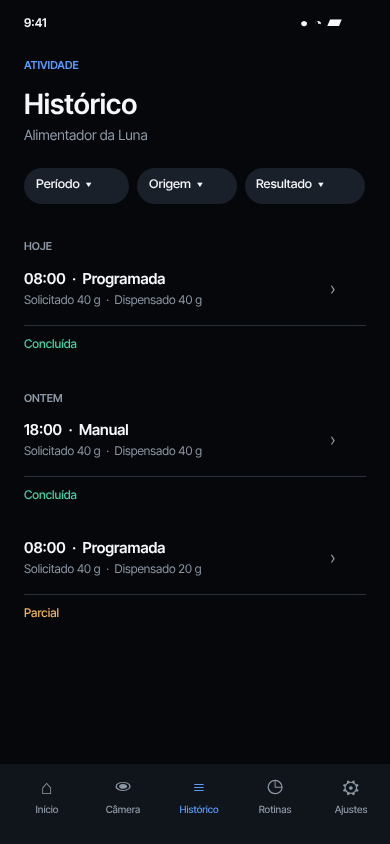 9:41
ATIVIDADE
Histórico
Alimentador da Luna
Período ▾ Origem ▾ Resultado ▾
HOJE
08:00 · Programada
Solicitado 40 g · Dispensado 40 g
Concluída
ONTEM
18:00 · Manual
Solicitado 40 g · Dispensado 40 g
Concluída
08:00 · Programada
Solicitado 40 g · Dispensado 20 g
Parcial
Início Câmera Histórico Rotinas Ajustes